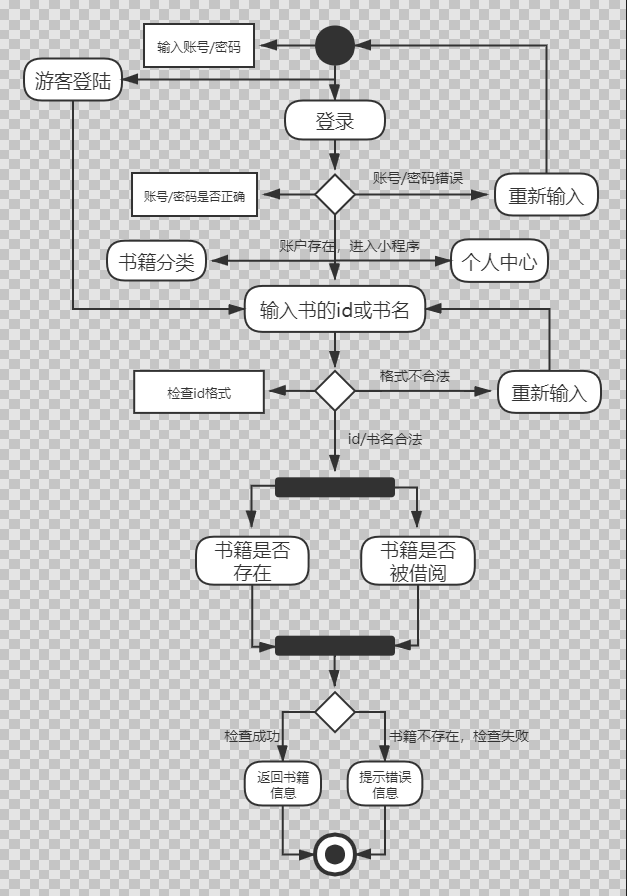 输入账号/密码
游客登陆
登录
账号/密码错误
账号/密码是否正确
重新输入
账户存在，进入小程序
书籍分类
个人中心
输入书的id或书名
格式不合法
检查id格式
重新输入
id/书名合法
书籍是否
存在
书籍是否
被借阅
检查成功
书籍不存在，检查失败
返回书籍
信息
提示错误
信息